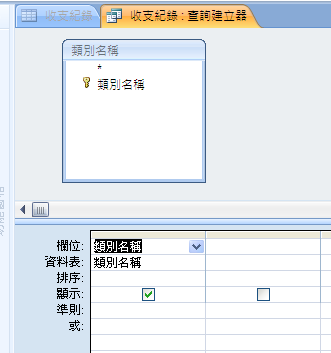 收支紀錄
收支紀錄 : 查詢建立器
類別名稱
*
類別名稱
欄位: 類別名稱
資料表: 類別名稱
排序:
顯示:
準則:
或: